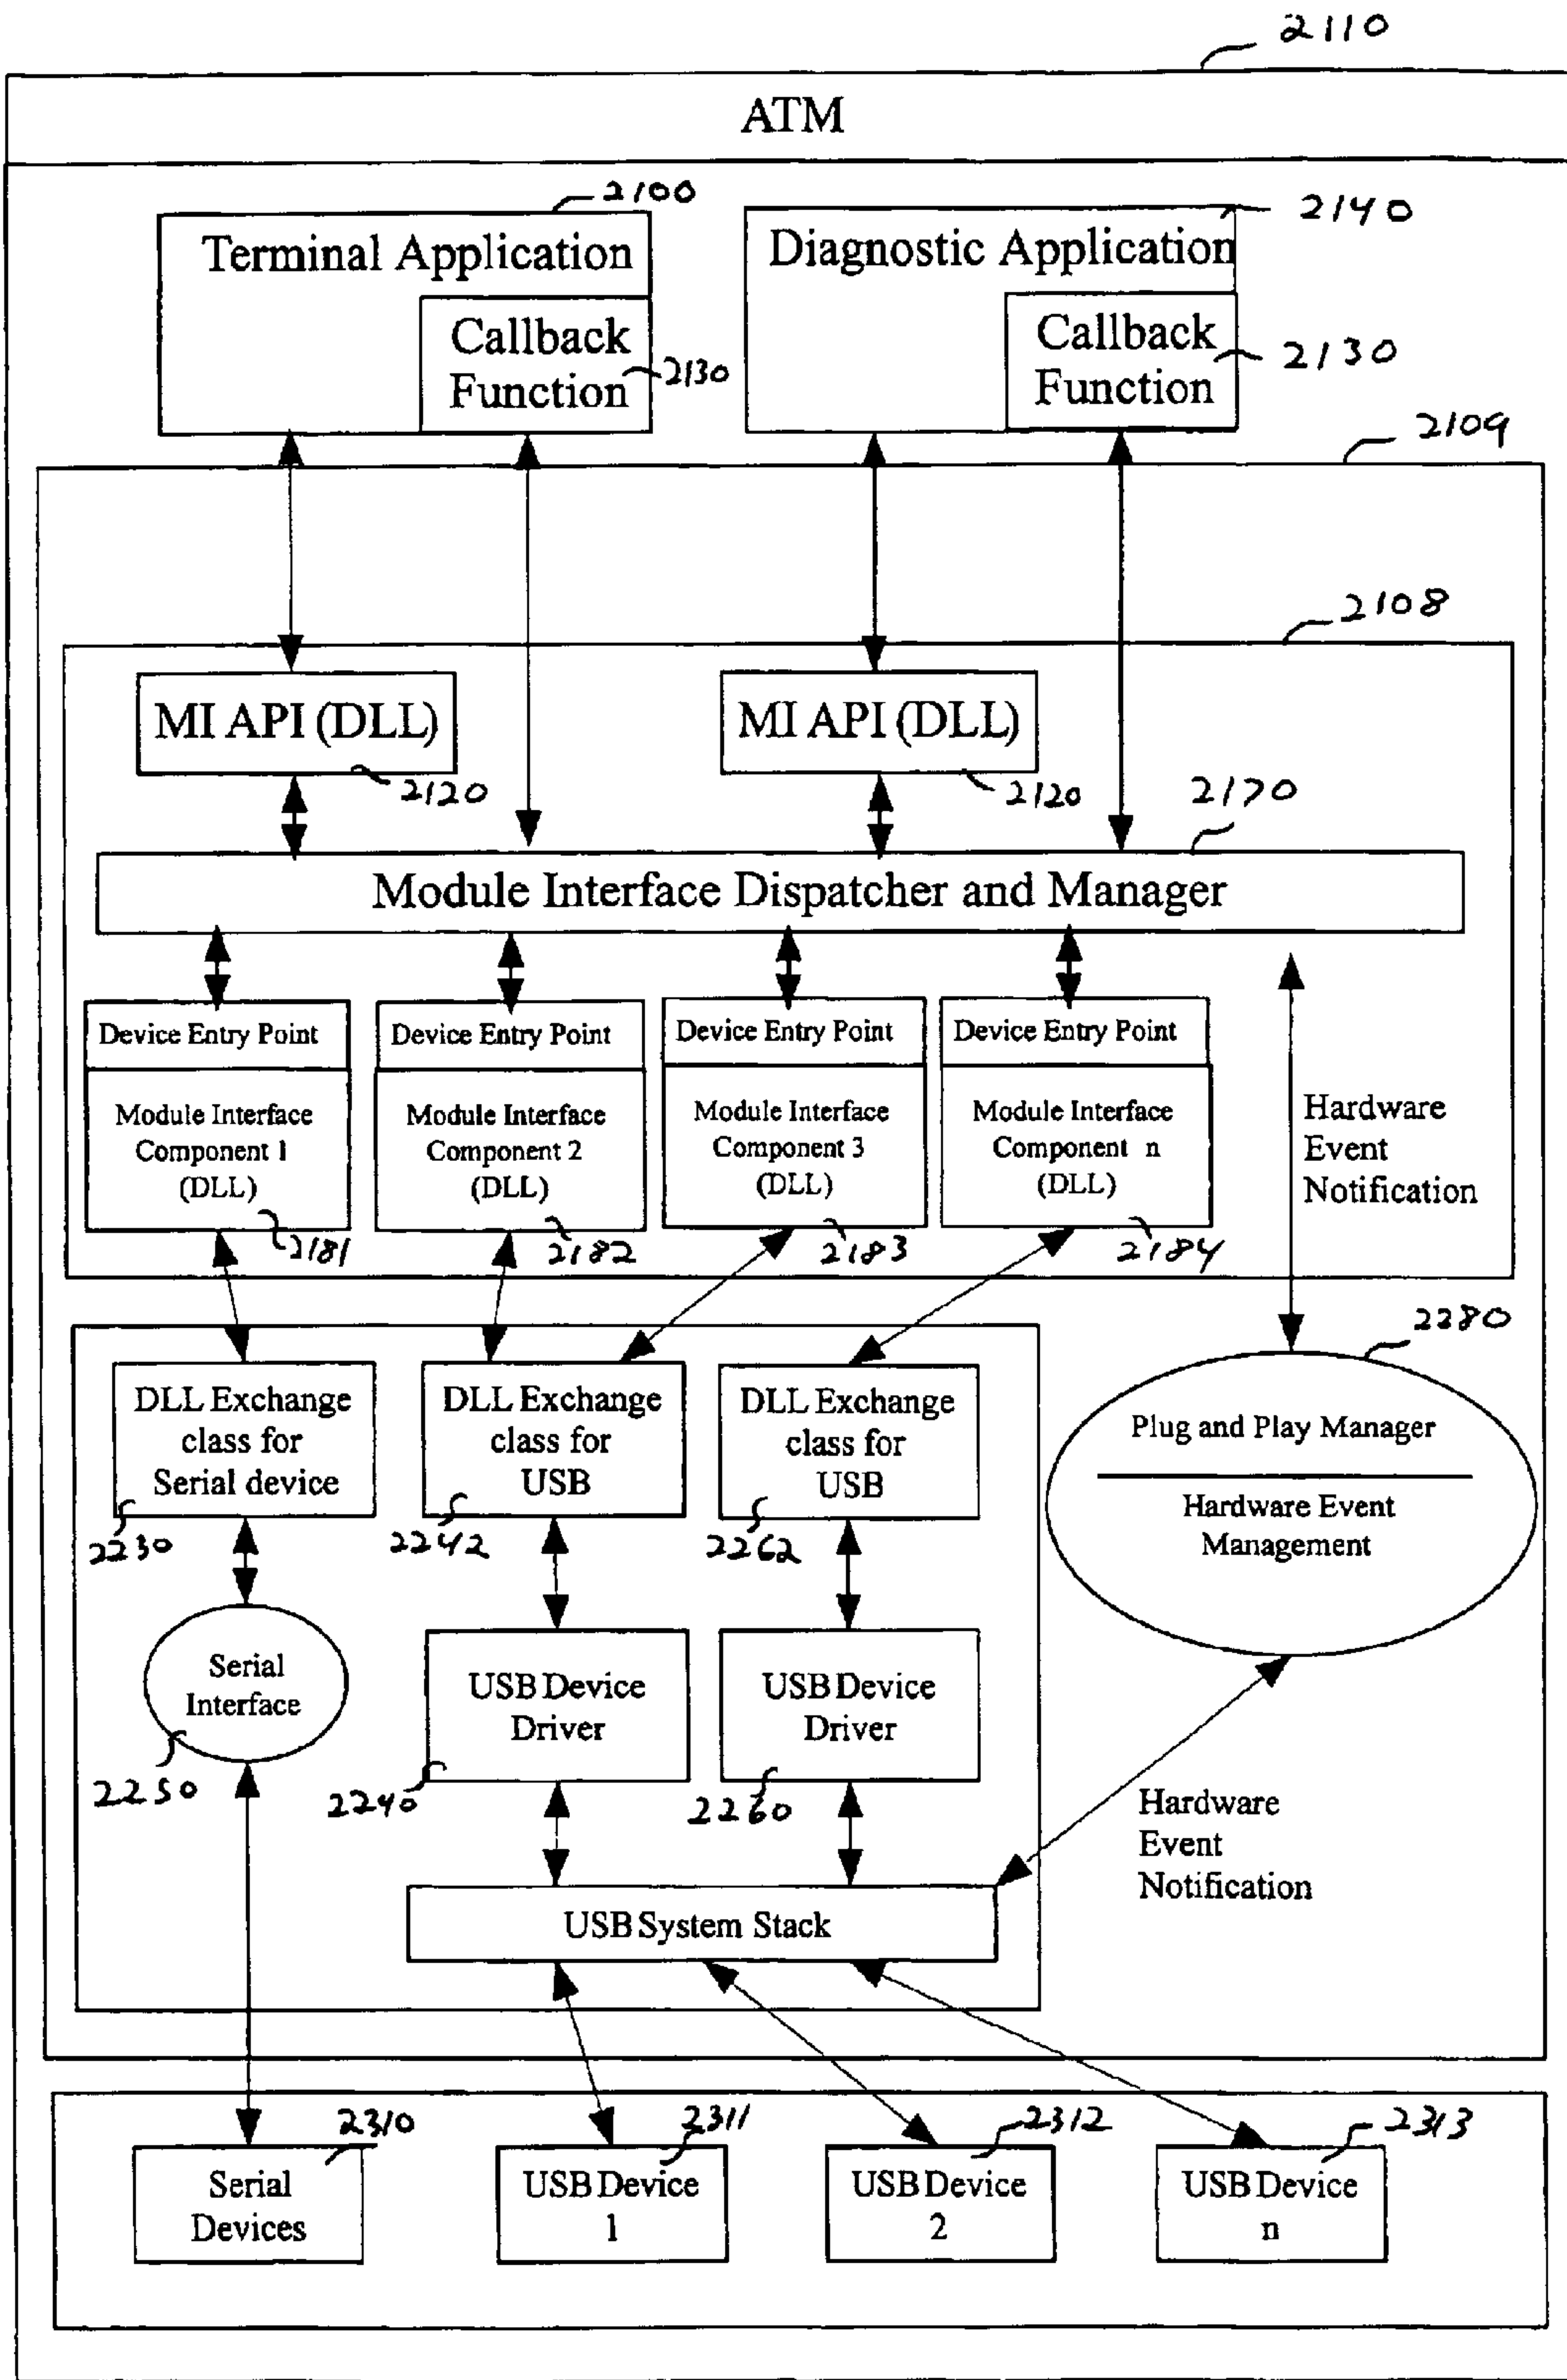 2110
ATM
2100
2140
Terminal Application
Diagnostic Application
Callback
Function
2130
Callback
Function
2130
2109
2108
MI API (DLL)
MI API (DLL)
2120
2120
2170
Module Interface Dispatcher and Manager
Device Entry Point
Device Entry Point
Device Entry Point
Device Entry Point
Module Interface
Component 1
(DLL)
Module Interface
Component 2
(DLL)
Module Interface
Component 3
(DLL)
Module Interface
Component n
(DLL)
Hardware
Event
Notification
2181
2182
2183
2184
2280
DLL Exchange
class for
Serial device
DLL Exchange
class for
USB
DLL Exchange
class for
USB
Plug and Play Manager
Hardware Event
Management
2230
2242
2262
Serial
Interface
USB Device
Driver
USB Device
Driver
2250
2240
2260
Hardware
Event
Notification
USB System Stack
2310
2311
2312
2313
Serial
Devices
USB Device
1
USB Device
2
USB Device
n